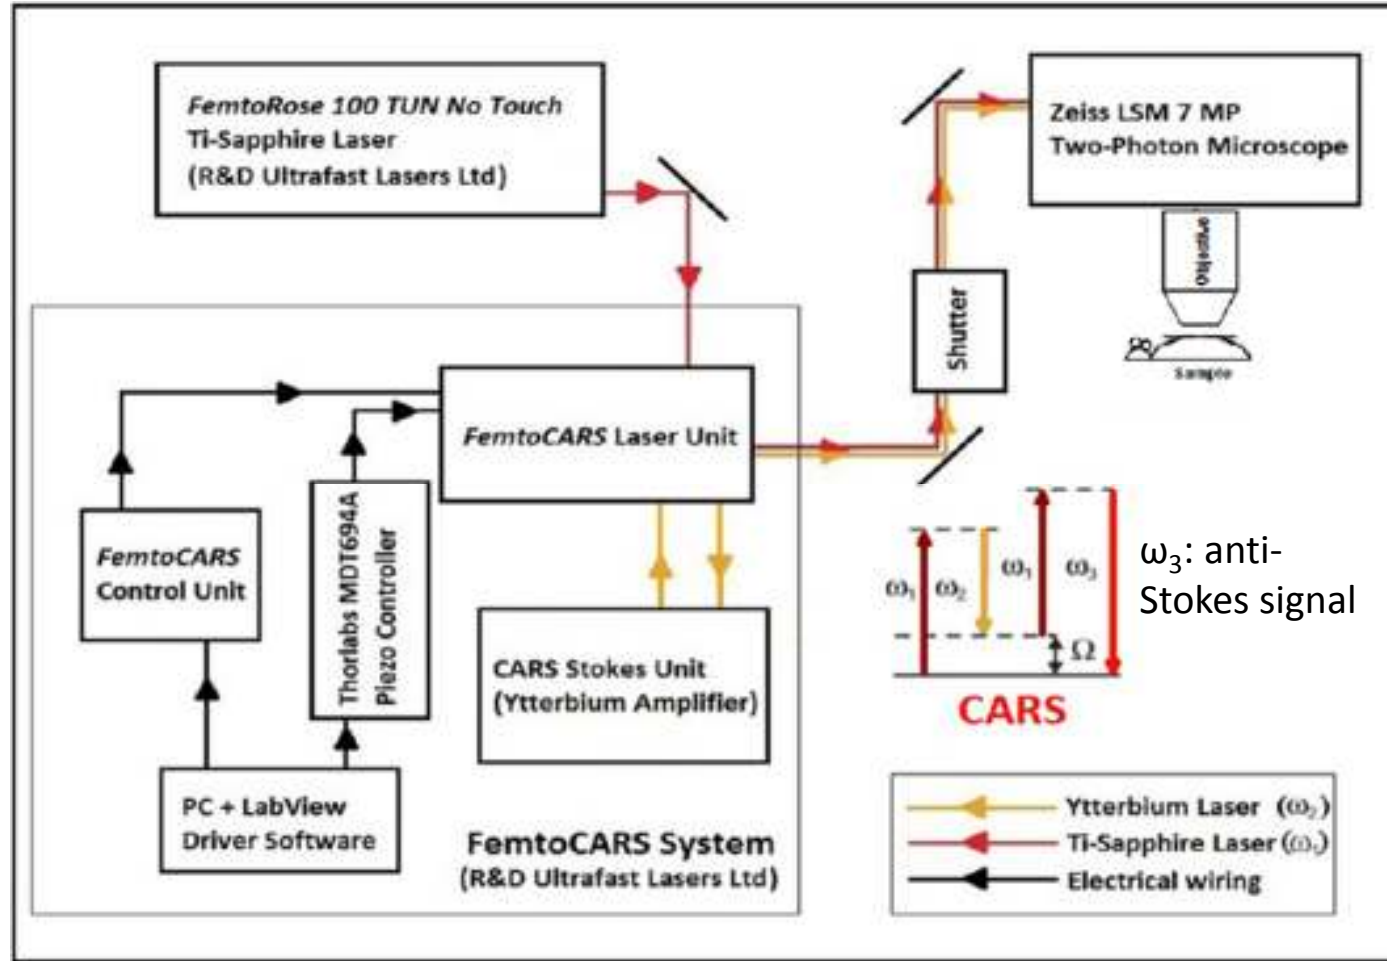 FemtoRose 100 TUN No Touch
Ti-Sapphire Laser
(R&D Ultrafast Lasers Ltd)
Zeiss LSM 7 MP
Two-Photon Microscope
Objective
Sample
Shutter
FemtoCARS Laser Unit
FemtoCARS
Control Unit
Thorlabs MDT694A
Piezo Controller
CARS Stokes Unit
(Ytterbium Amplifier)
PC + LabView
Driver Software
FemtoCARS System
(R&D Ultrafast Lasers Ltd)
ω₁
ω₂
ω₁
ω₃
Ω
CARS
ω₃: anti-
Stokes signal
Ytterbium Laser (ω₂)
Ti-Sapphire Laser (ω₁)
Electrical wiring